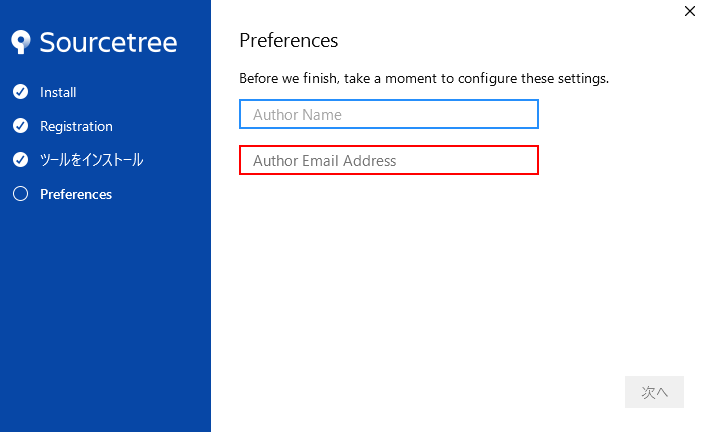 Sourcetree
Install
Registration
ツールをインストール
Preferences
Preferences
Before we finish, take a moment to configure these settings.
Author Name
Author Email Address
次へ